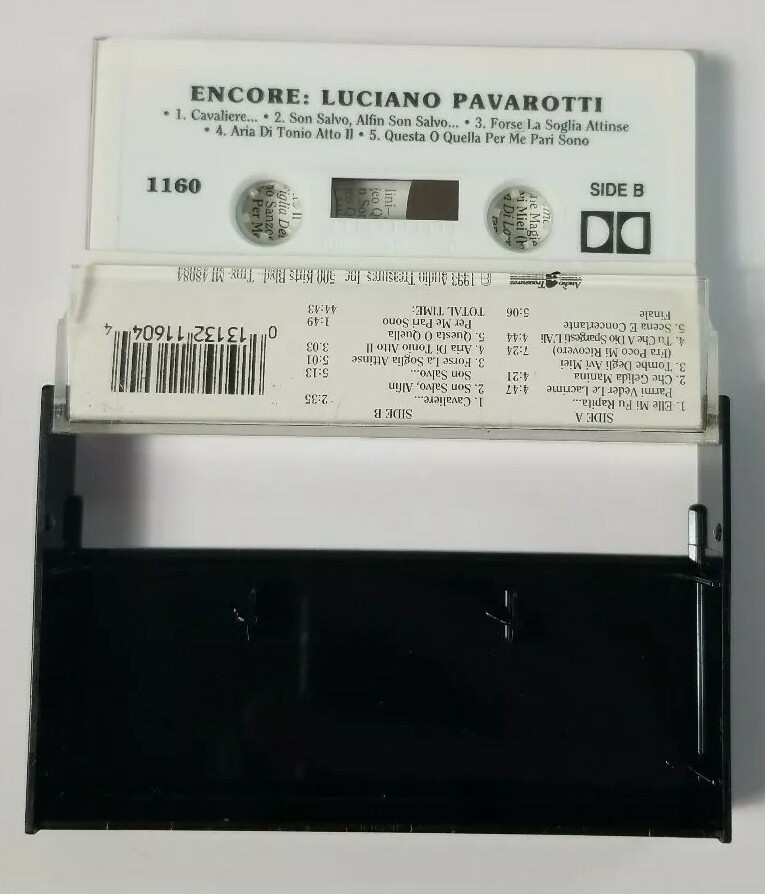 ENCORE: LUCIANO PAVAROTTI
• 1. Cavaliere... • 2. Son Salvo, Alfin Son Salvo... • 3. Forse La Soglia Attinse
• 4. Aria Di Tonio Atto II • 5. Questa O Quella Per Me Pari Sono
1160
SIDE B
SIDE A
1. Elle Mi Fu Rapita...
Parmi Veder Le Lacrime 4:47
2. Che Gelida Manina 4:21
3. Tombe Degli Avi Miei
(Fra Poco Mi Ricovero) 7:24
4. Tu Che A Dio Spargesti L'Ali 4:44
5. Scena E Concertante
Finale 5:06
SIDE B
1. Cavaliere... 2:35
2. Son Salvo, Alfin
Son Salvo... 5:13
3. Forse La Soglia Attinse 5:01
4. Aria Di Tonio Atto II 3:03
5. Questa O Quella
Per Me Pari Sono 1:49
TOTAL TIME: 44:43
0 13132 11604 4
Audio Treasures
© 1993 Audio Treasures, Inc. 500 Kirts Blvd. Troy, MI 48084